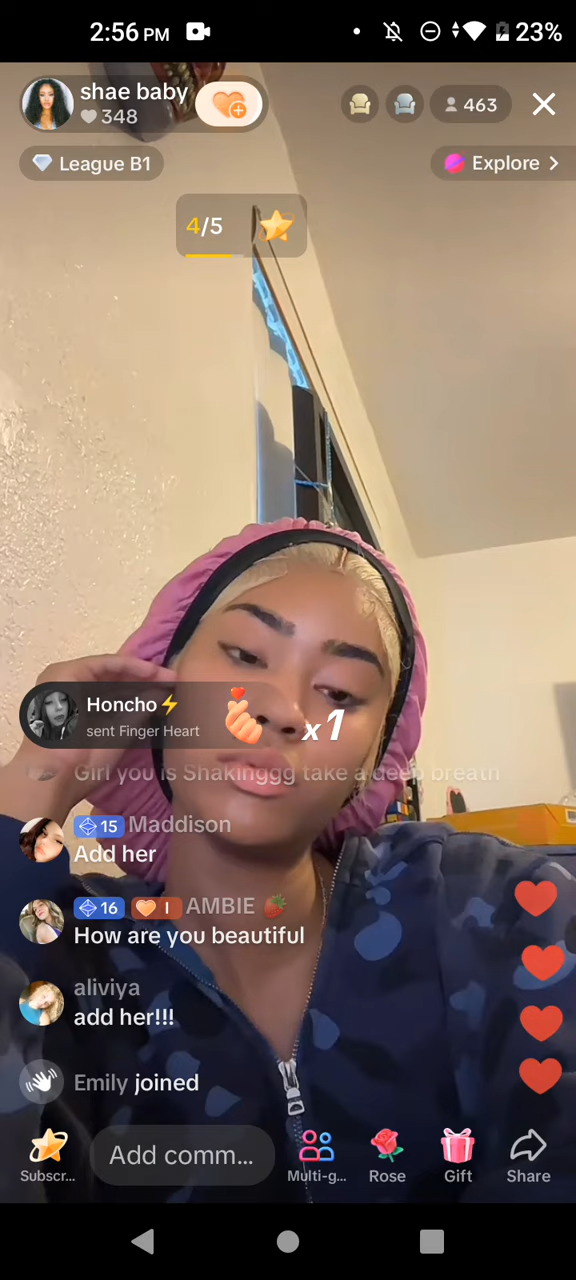 2:56 PM
23%
shae baby
348
463
League B1
Explore
4/5
Honcho⚡
sent Finger Heart
x1
Girl you is Shakinggg take a deep breath
15 Maddison
Add her
16 I AMBIE 🍓
How are you beautiful
aliviya
add her!!!
Emily joined
Add comm...
Subscr...
Multi-g...
Rose
Gift
Share